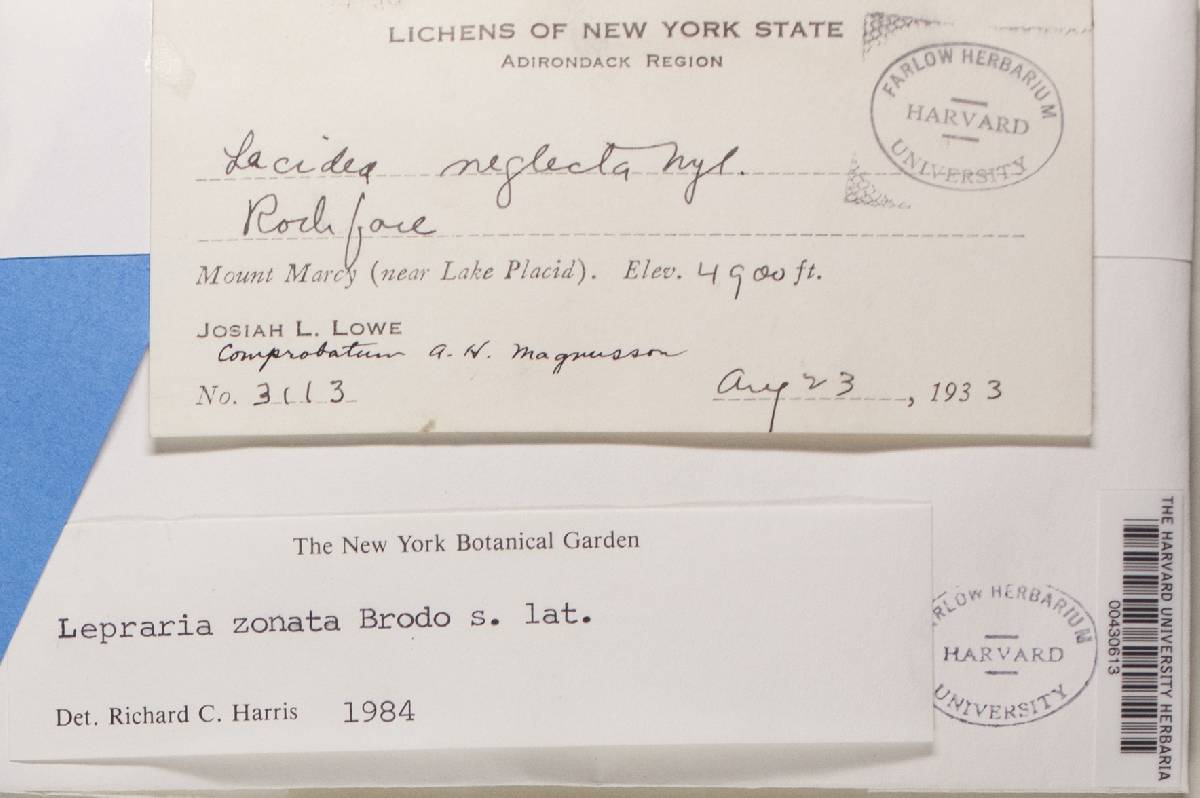 LICHENS OF NEW YORK STATE
ADIRONDACK REGION
FARLOW HERBARIUM
HARVARD
UNIVERSITY
Lecidea neglecta Nyl.
Rock face
Mount Marcy (near Lake Placid). Elev. 4900 ft.
JOSIAH L. LOWE
Comprobatum A. H. Magnusson
No. 3113
Aug 23, 1933
The New York Botanical Garden
Lepraria zonata Brodo s. lat.
Det. Richard C. Harris 1984
RLOW HERBARIUM
HARVARD
UNIVERSITY
THE HARVARD UNIVERSITY HERBARIA
00430613